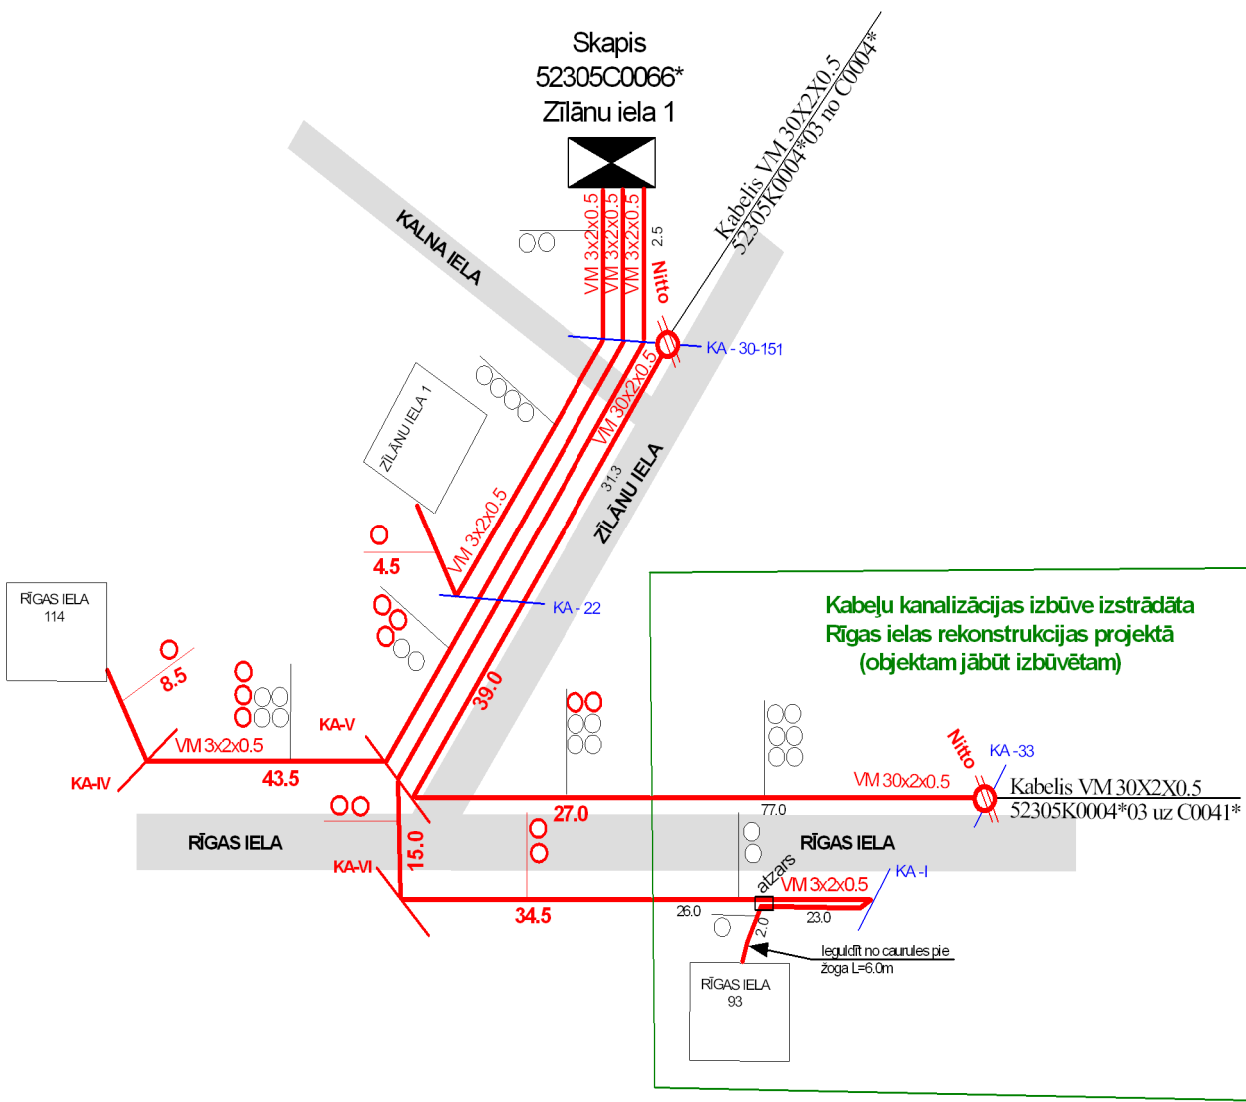 Skapis
52305C0066*
Zīlānu iela 1
Kabelis VM 30X2X0.5
52305K0004*03 no C0004*
KALNA IELA
VM 3x2x0.5
VM 3x2x0.5
VM 3x2x0.5
2.5
Nitto
KA - 30-151
VM 30x2x0.5
ZĪLĀNU IELA 1
31.3
ZĪLĀNU IELA
VM 3x2x0.5
4.5
KA - 22
RĪGAS IELA
114
8.5
Kabeļu kanalizācijas izbūve izstrādāta
Rīgas ielas rekonstrukcijas projektā
(objektam jābūt izbūvētam)
39.0
KA-V
VM 3x2x0.5
KA-IV
43.5
Nitto
KA -33
VM 30x2x0.5
Kabelis VM 30X2X0.5
52305K0004*03 uz C0041*
27.0
77.0
RĪGAS IELA
15.0
RĪGAS IELA
KA-VI
atzars
VM 3x2x0.5
KA -I
34.5
26.0
23.0
2.0
Ieguldīt no caurules pie
žoga L=6.0m
RĪGAS IELA
93